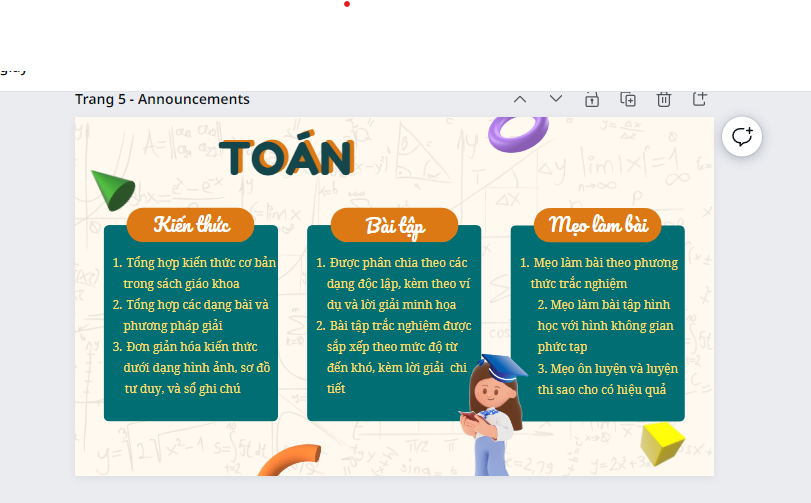 Trang 5 - Announcements
TOÁN
Kiến thức
1. Tổng hợp kiến thức cơ bản
trong sách giáo khoa
2. Tổng hợp các dạng bài và
phương pháp giải
3. Đơn giản hóa kiến thức
dưới dạng hình ảnh, sơ đồ
tư duy, và sổ ghi chú
Bài tập
1. Được phân chia theo các
dạng độc lập, kèm theo ví
dụ và lời giải minh họa
2. Bài tập trắc nghiệm được
sắp xếp theo mức độ từ
đến khó, kèm lời giải chi
tiết
Mẹo làm bài
1. Mẹo làm bài theo phương
thức trắc nghiệm
2. Mẹo làm bài tập hình
học với hình không gian
phức tạp
3. Mẹo ôn luyện và luyện
thi sao cho có hiệu quả